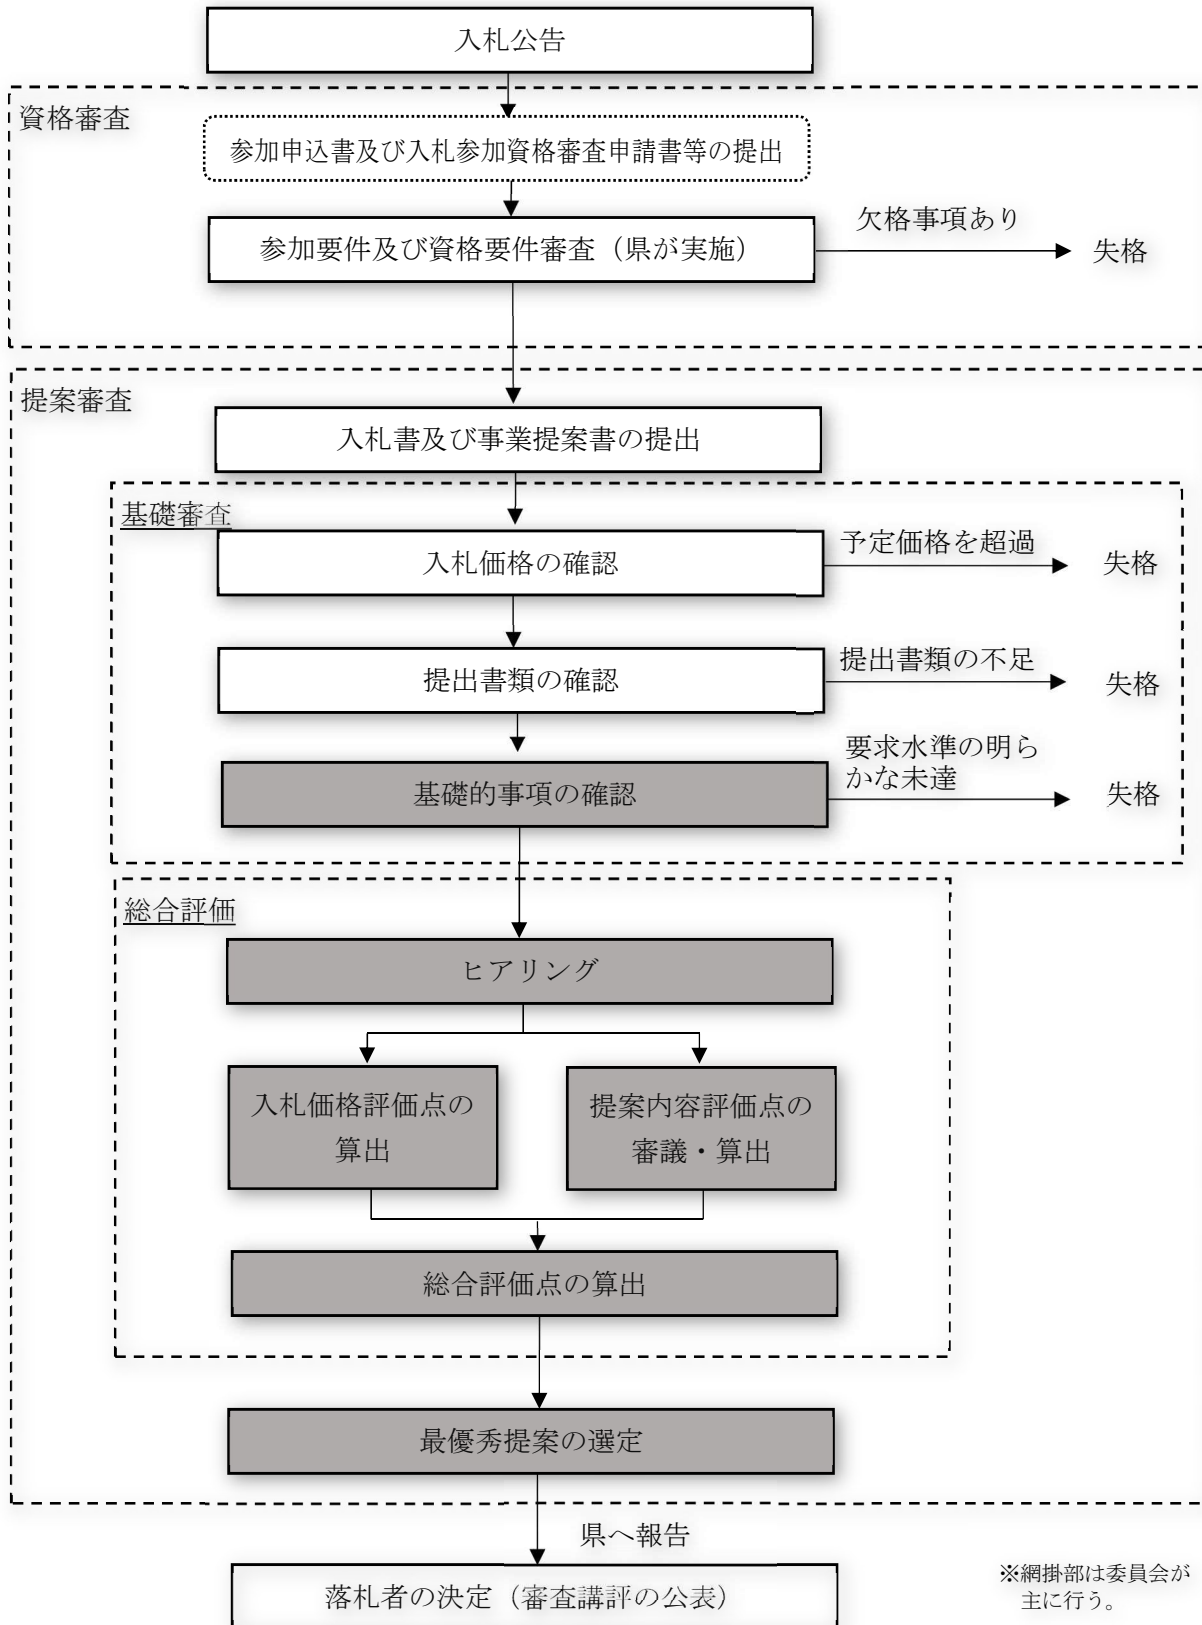 入札公告
資格審査
参加申込書及び入札参加資格審査申請書等の提出
参加要件及び資格要件審査（県が実施）
欠格事項あり
失格
提案審査
入札書及び事業提案書の提出
基礎審査
入札価格の確認
予定価格を超過
失格
提出書類の確認
提出書類の不足
失格
基礎的事項の確認
要求水準の明ら
かな未達
失格
総合評価
ヒアリング
入札価格評価点の
算出
提案内容評価点の
審議・算出
総合評価点の算出
最優秀提案の選定
県へ報告
落札者の決定（審査講評の公表）
※網掛部は委員会が
主に行う。